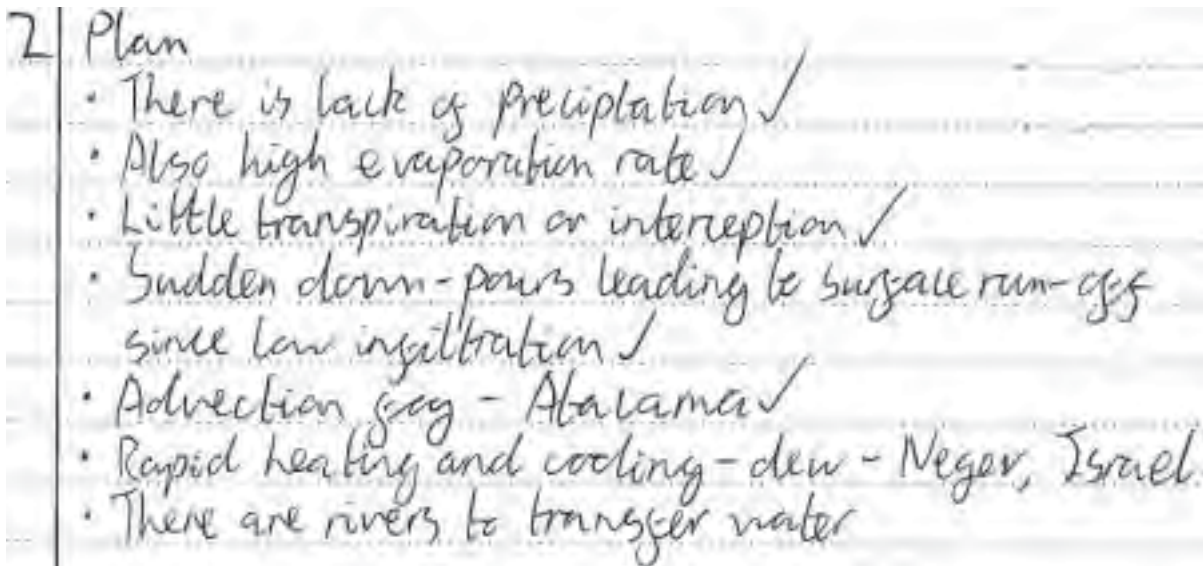 2 Plan
· There is lack of preciptation ✓
· Also high evaporation rate ✓
· Little transpiration or interception ✓
· Sudden down-pours leading to surface run-off
since low infiltration ✓
· Advection fog - Atacama ✓
· Rapid heating and cooling - dew - Negev, Israel.
· There are rivers to transfer water